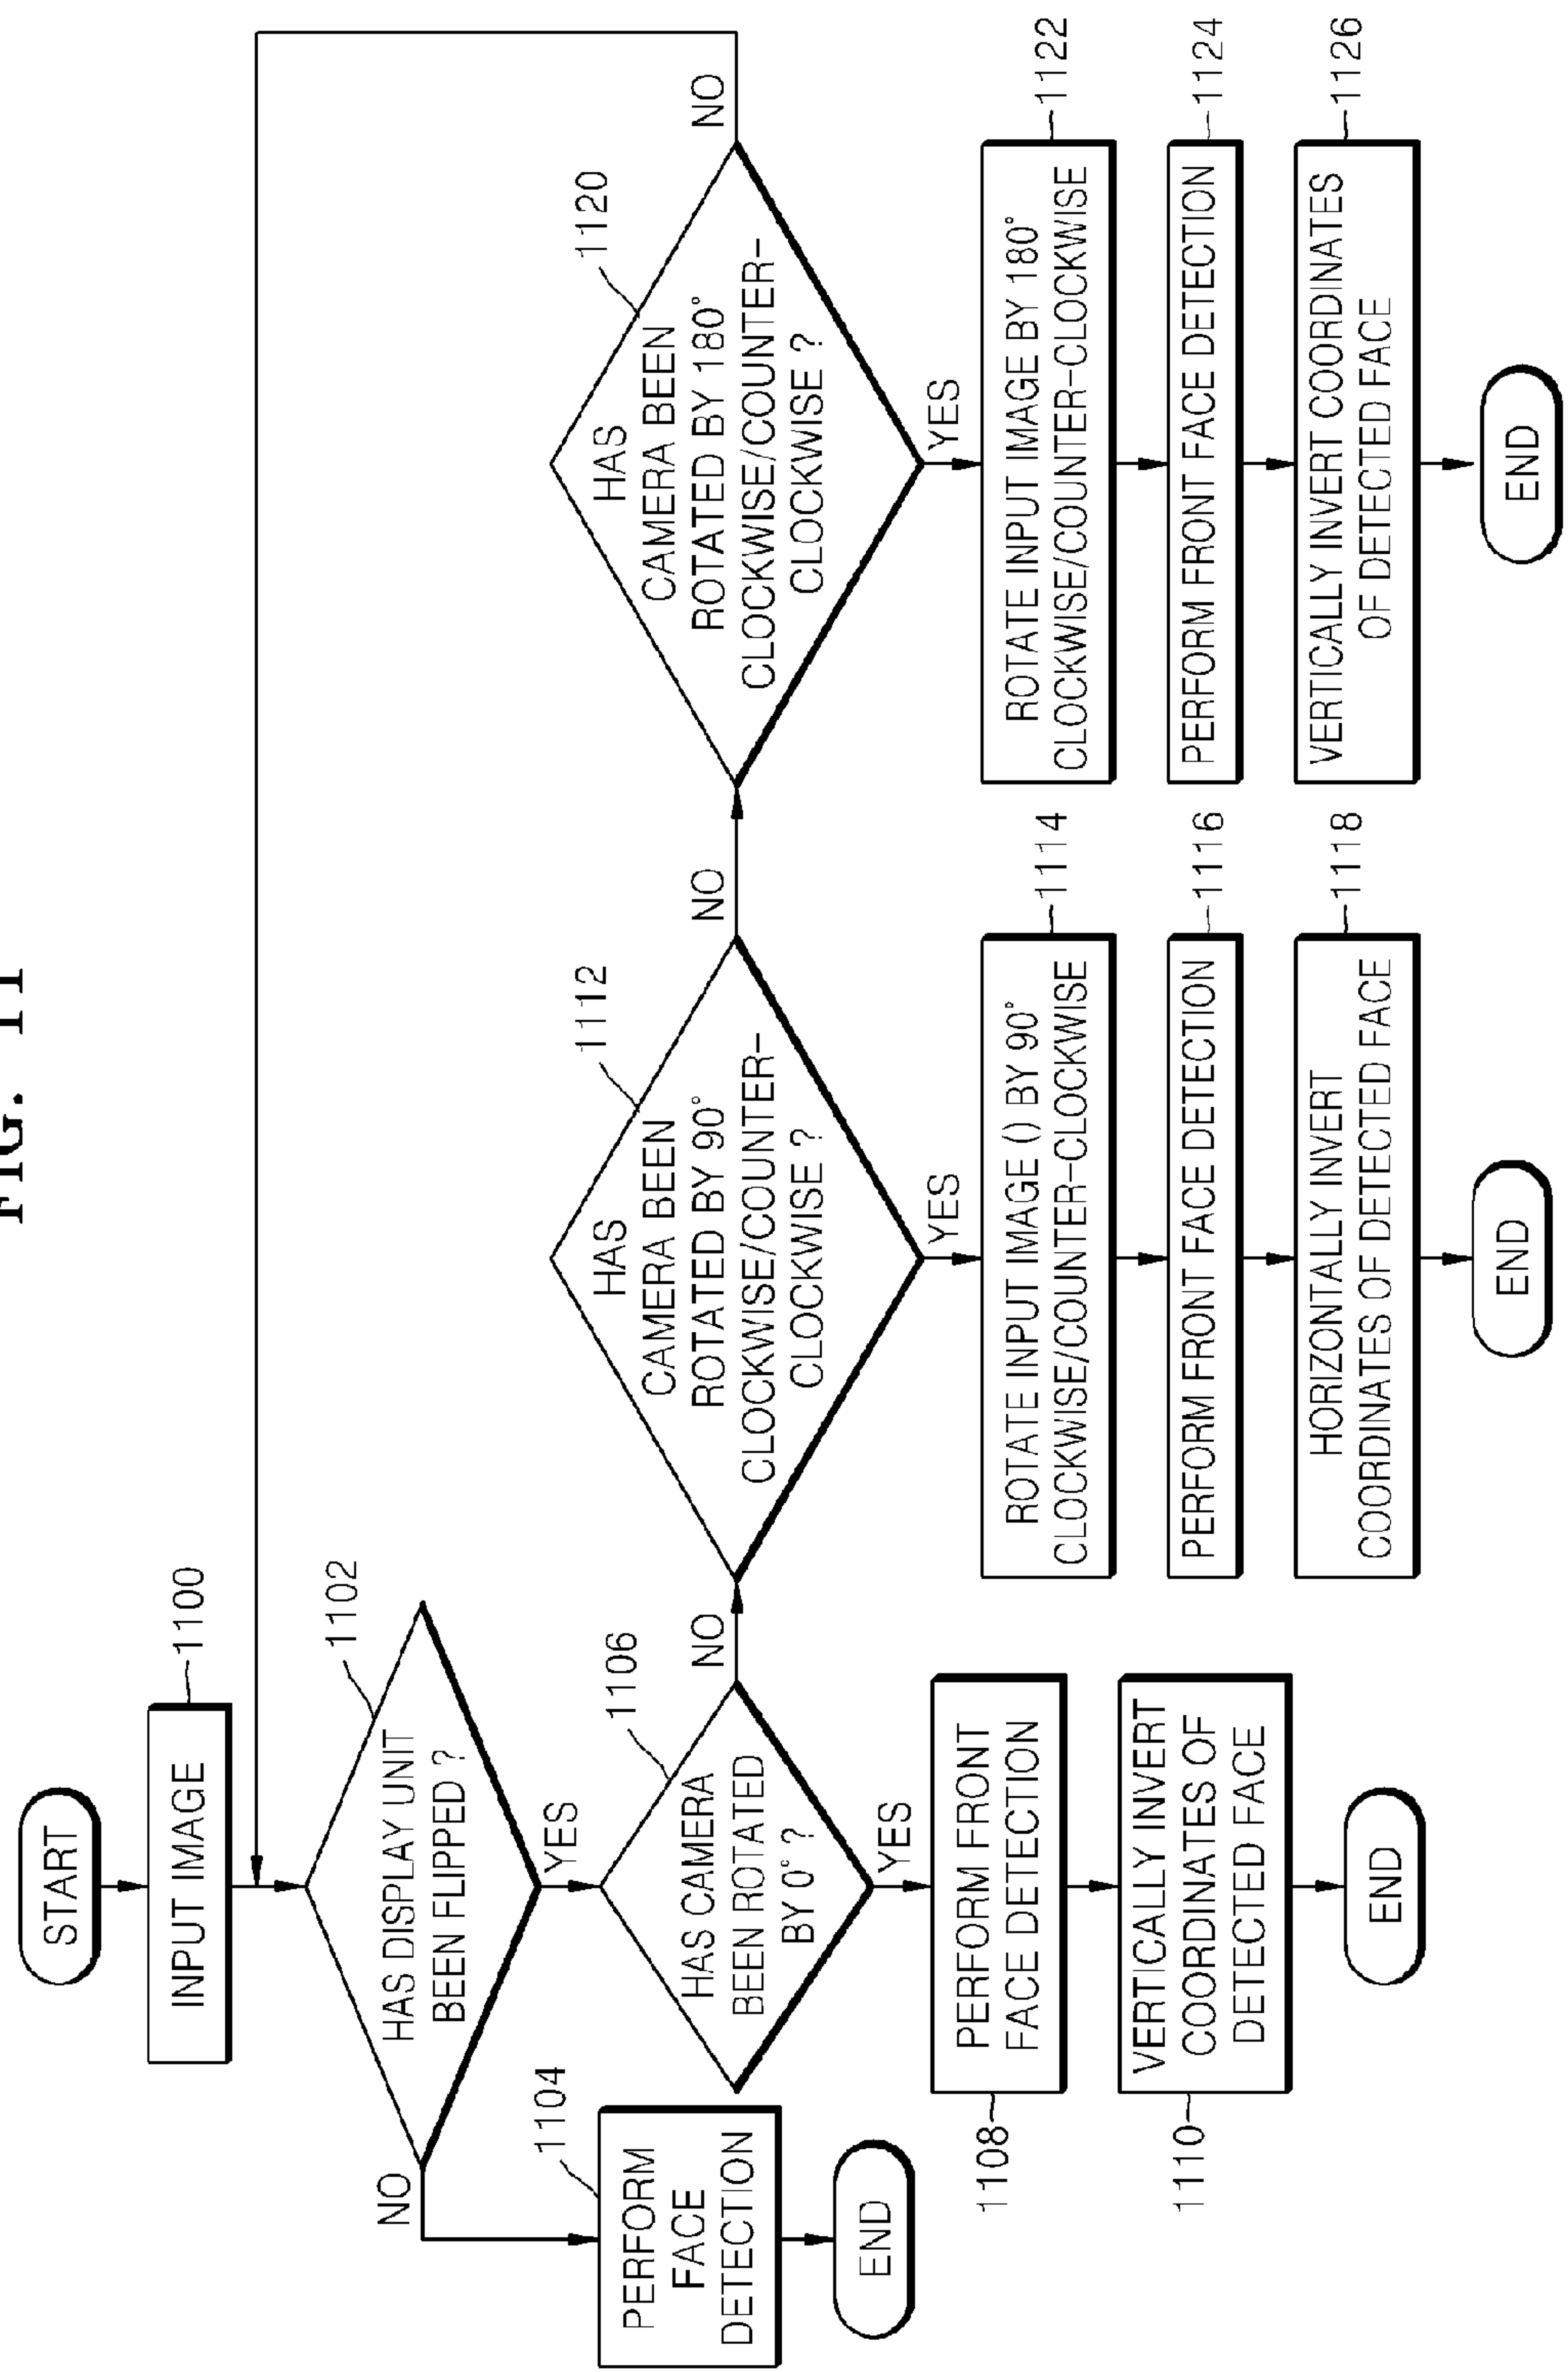 FIG. 11
START
INPUT IMAGE
1100
HAS DISPLAY UNIT
BEEN FLIPPED ?
1102
NO
YES
PERFORM
FACE
DETECTION
1104
END
HAS CAMERA
BEEN ROTATED
BY 0° ?
1106
NO
YES
PERFORM FRONT
FACE DETECTION
1108
VERTICALLY INVERT
COORDINATES OF
DETECTED FACE
1110
END
HAS
CAMERA BEEN
ROTATED BY 90°
CLOCKWISE/COUNTER-
CLOCKWISE ?
1112
NO
YES
ROTATE INPUT IMAGE () BY 90°
CLOCKWISE/COUNTER-CLOCKWISE
1114
PERFORM FRONT FACE DETECTION
1116
HORIZONTALLY INVERT
COORDINATES OF DETECTED FACE
1118
END
HAS
CAMERA BEEN
ROTATED BY 180°
CLOCKWISE/COUNTER-
CLOCKWISE ?
1120
NO
YES
ROTATE INPUT IMAGE BY 180°
CLOCKWISE/COUNTER-CLOCKWISE
1122
PERFORM FRONT FACE DETECTION
1124
VERTICALLY INVERT COORDINATES
OF DETECTED FACE
1126
END